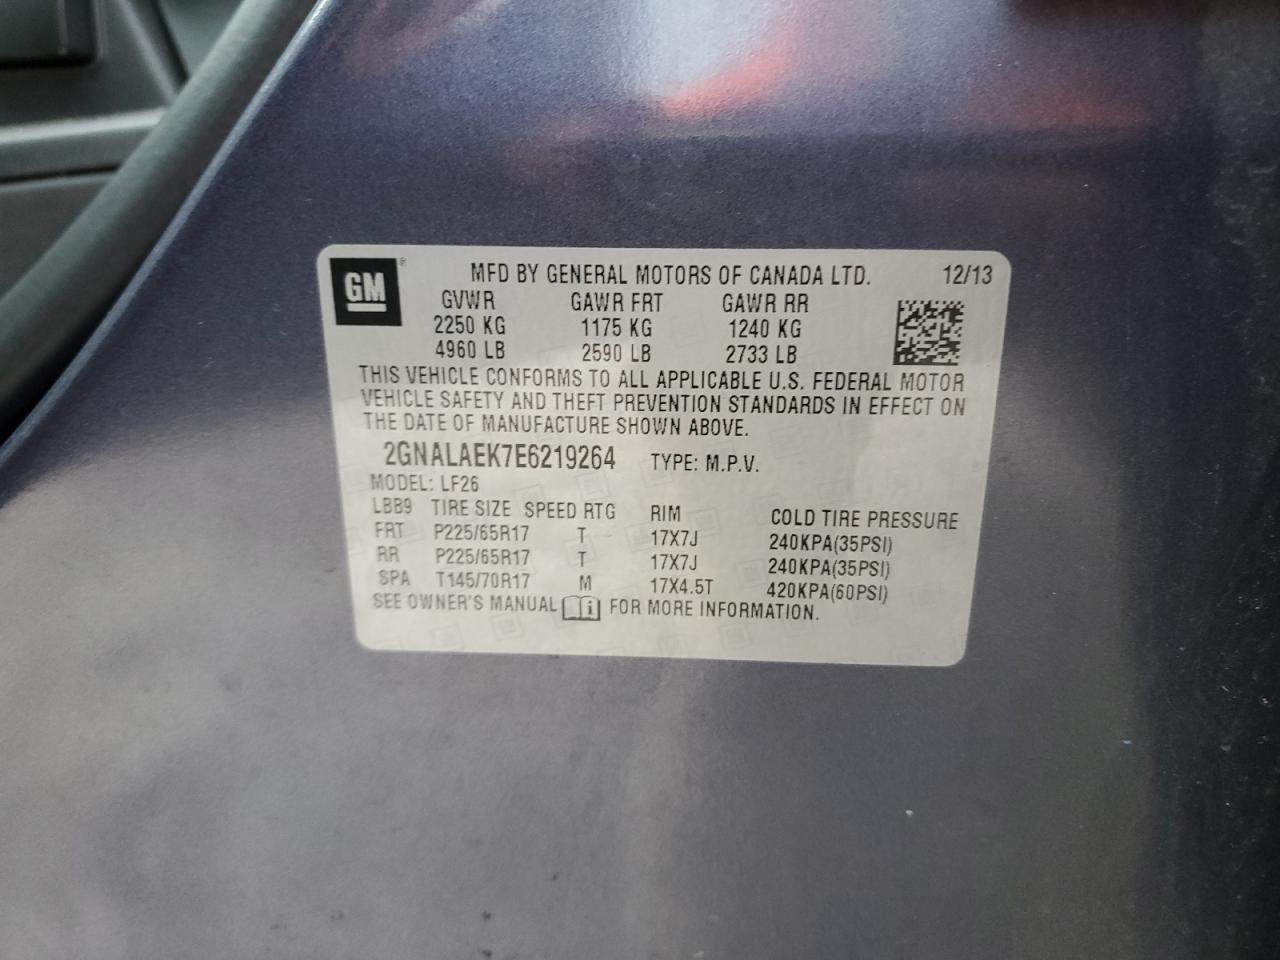 GM
MFD BY GENERAL MOTORS OF CANADA LTD. 12/13
GVWR GAWR FRT GAWR RR
2250 KG 1175 KG 1240 KG
4960 LB 2590 LB 2733 LB
THIS VEHICLE CONFORMS TO ALL APPLICABLE U.S. FEDERAL MOTOR
VEHICLE SAFETY AND THEFT PREVENTION STANDARDS IN EFFECT ON
THE DATE OF MANUFACTURE SHOWN ABOVE.
2GNALAEK7E6219264 TYPE: M.P.V.
MODEL: LF26
LBB9 TIRE SIZE SPEED RTG RIM COLD TIRE PRESSURE
FRT P225/65R17 T 17X7J 240KPA(35PSI)
RR P225/65R17 T 17X7J 240KPA(35PSI)
SPA T145/70R17 M 17X4.5T 420KPA(60PSI)
SEE OWNER'S MANUAL i FOR MORE INFORMATION.